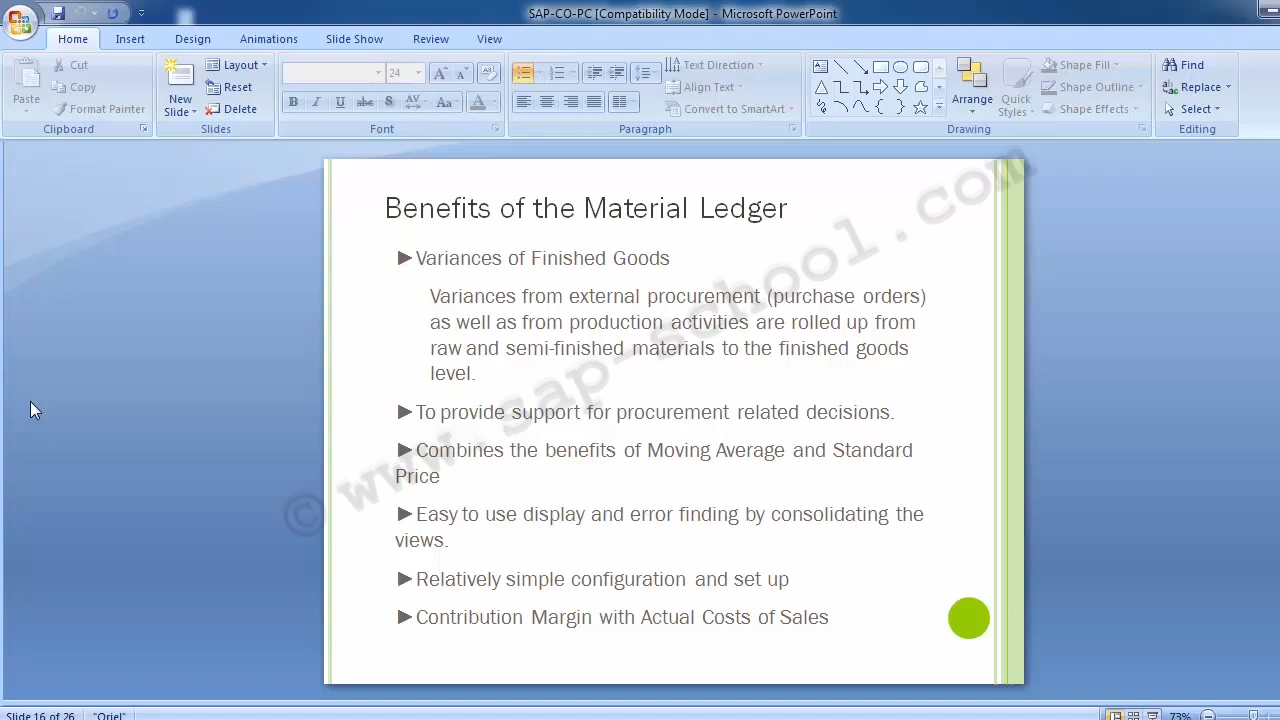 SAP-CO-PC [Compatibility Mode] - Microsoft PowerPoint
Home Insert Design Animations Slide Show Review View
Paste
Cut
Copy
Format Painter
Clipboard
New
Slide
Layout
Reset
Delete
Slides
24
B I U abc S AV Aa A
Font
Text Direction
Align Text
Convert to SmartArt
Paragraph
Arrange
Quick
Styles
Shape Fill
Shape Outline
Shape Effects
Drawing
Find
Replace
Select
Editing
Benefits of the Material Ledger
►Variances of Finished Goods
Variances from external procurement (purchase orders)
as well as from production activities are rolled up from
raw and semi-finished materials to the finished goods
level.
►To provide support for procurement related decisions.
►Combines the benefits of Moving Average and Standard
Price
►Easy to use display and error finding by consolidating the
views.
►Relatively simple configuration and set up
►Contribution Margin with Actual Costs of Sales
© www.sap-school.com
Slide 16 of 26 "Oriel" 73%